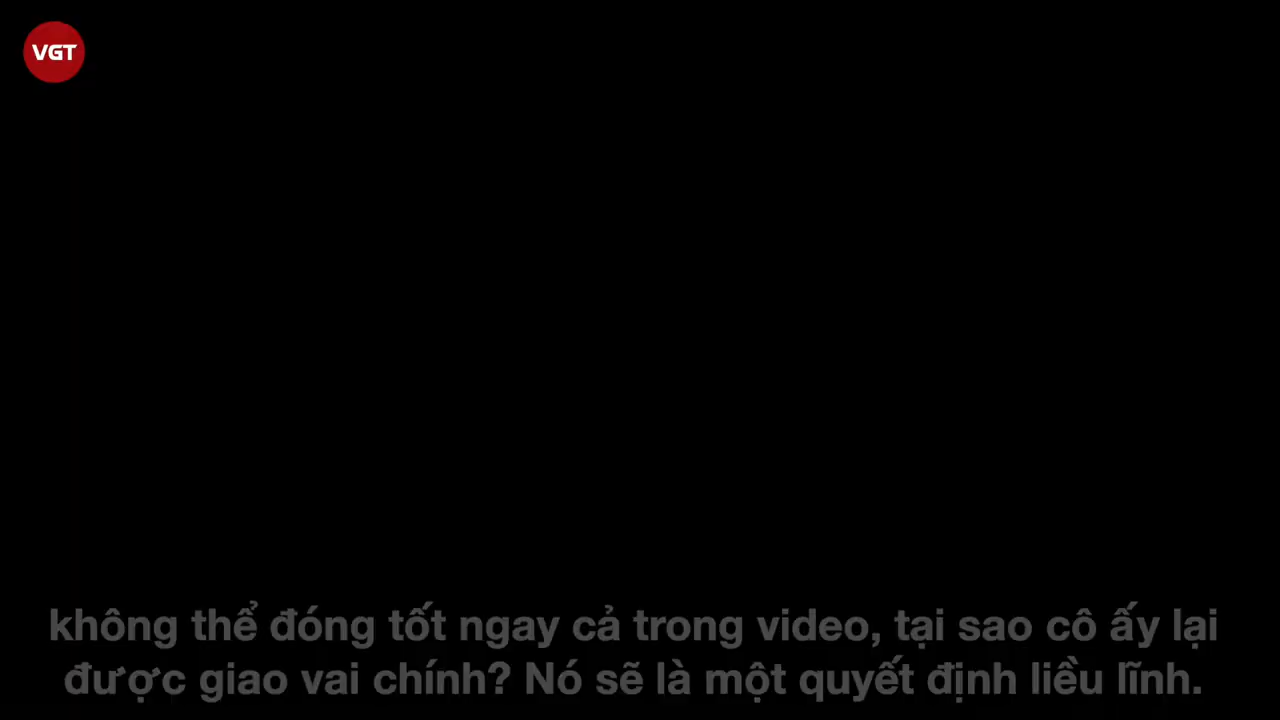 VGT
không thể đóng tốt ngay cả trong video, tại sao cô ấy lại
được giao vai chính? Nó sẽ là một quyết định liều lĩnh.